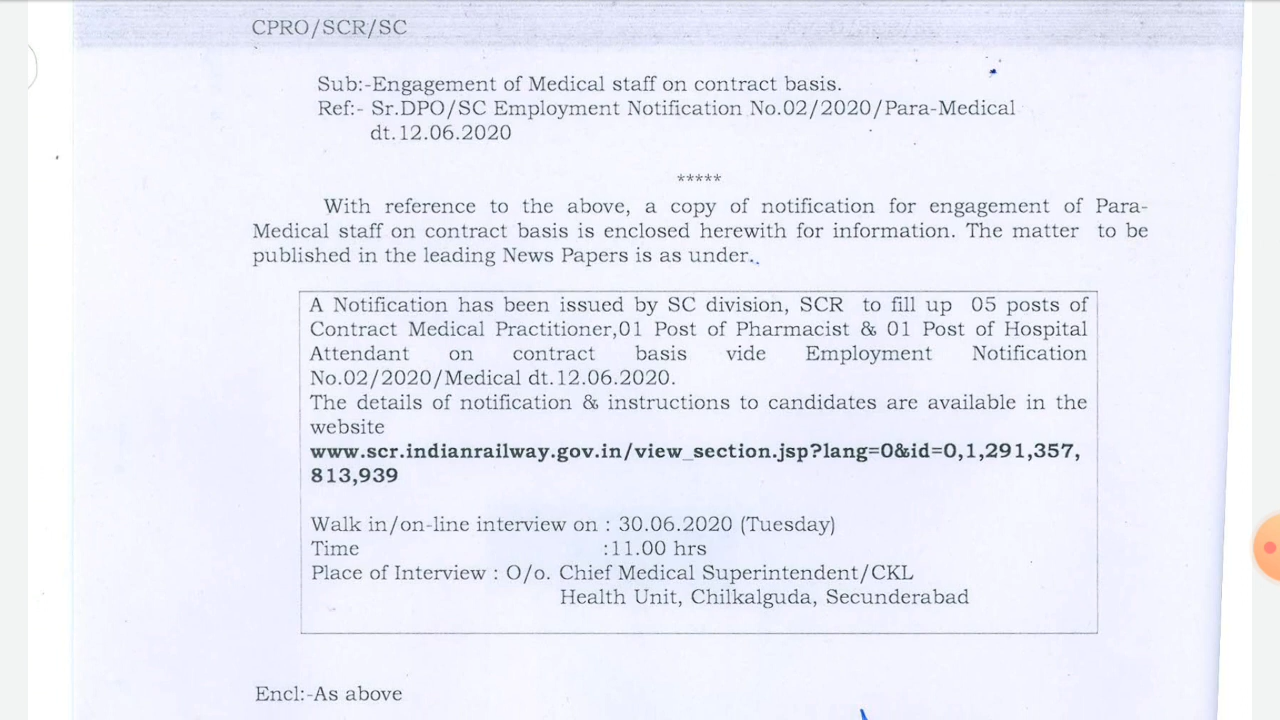 CPRO/SCR/SC
Sub:-Engagement of Medical staff on contract basis.
Ref:- Sr.DPO/SC Employment Notification No.02/2020/Para-Medical
dt.12.06.2020
*****
With reference to the above, a copy of notification for engagement of Para-
Medical staff on contract basis is enclosed herewith for information. The matter to be
published in the leading News Papers is as under..
A Notification has been issued by SC division, SCR to fill up 05 posts of
Contract Medical Practitioner,01 Post of Pharmacist & 01 Post of Hospital
Attendant on contract basis vide Employment Notification
No.02/2020/Medical dt.12.06.2020.
The details of notification & instructions to candidates are available in the
website
www.scr.indianrailway.gov.in/view_section.jsp?lang=0&id=0,1,291,357,
813,939
Walk in/on-line interview on : 30.06.2020 (Tuesday)
Time :11.00 hrs
Place of Interview : O/o. Chief Medical Superintendent/CKL
Health Unit, Chilkalguda, Secunderabad
Encl:-As above